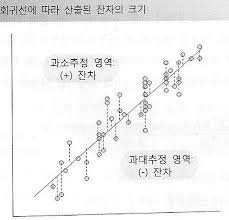 회귀선에 따라 산출된 잔차의 크기
과소추정 영역:
(+) 잔차
과대추정 영역:
(-) 잔차